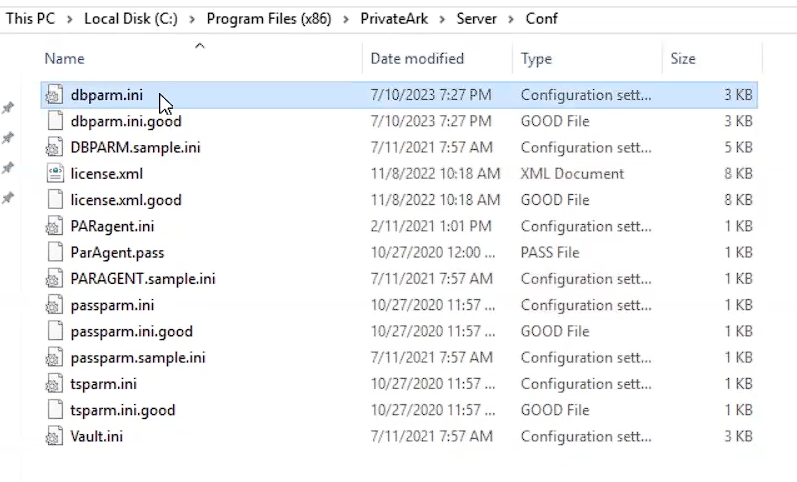 This PC > Local Disk (C:) > Program Files (x86) > PrivateArk > Server > Conf
Name Date modified Type Size
dbparm.ini 7/10/2023 7:27 PM Configuration sett... 3 KB
dbparm.ini.good 7/10/2023 7:27 PM GOOD File 3 KB
DBPARM.sample.ini 7/11/2021 7:57 AM Configuration sett... 5 KB
license.xml 11/8/2022 10:18 AM XML Document 8 KB
license.xml.good 11/8/2022 10:18 AM GOOD File 8 KB
PARagent.ini 2/11/2021 1:01 PM Configuration sett... 1 KB
ParAgent.pass 10/27/2020 12:00 ... PASS File 1 KB
PARAGENT.sample.ini 7/11/2021 7:57 AM Configuration sett... 1 KB
passparm.ini 10/27/2020 11:57 ... Configuration sett... 1 KB
passparm.ini.good 10/27/2020 11:57 ... GOOD File 1 KB
passparm.sample.ini 7/11/2021 7:57 AM Configuration sett... 1 KB
tsparm.ini 10/27/2020 11:57 ... Configuration sett... 1 KB
tsparm.ini.good 10/27/2020 11:57 ... GOOD File 1 KB
Vault.ini 7/11/2021 7:57 AM Configuration sett... 3 KB